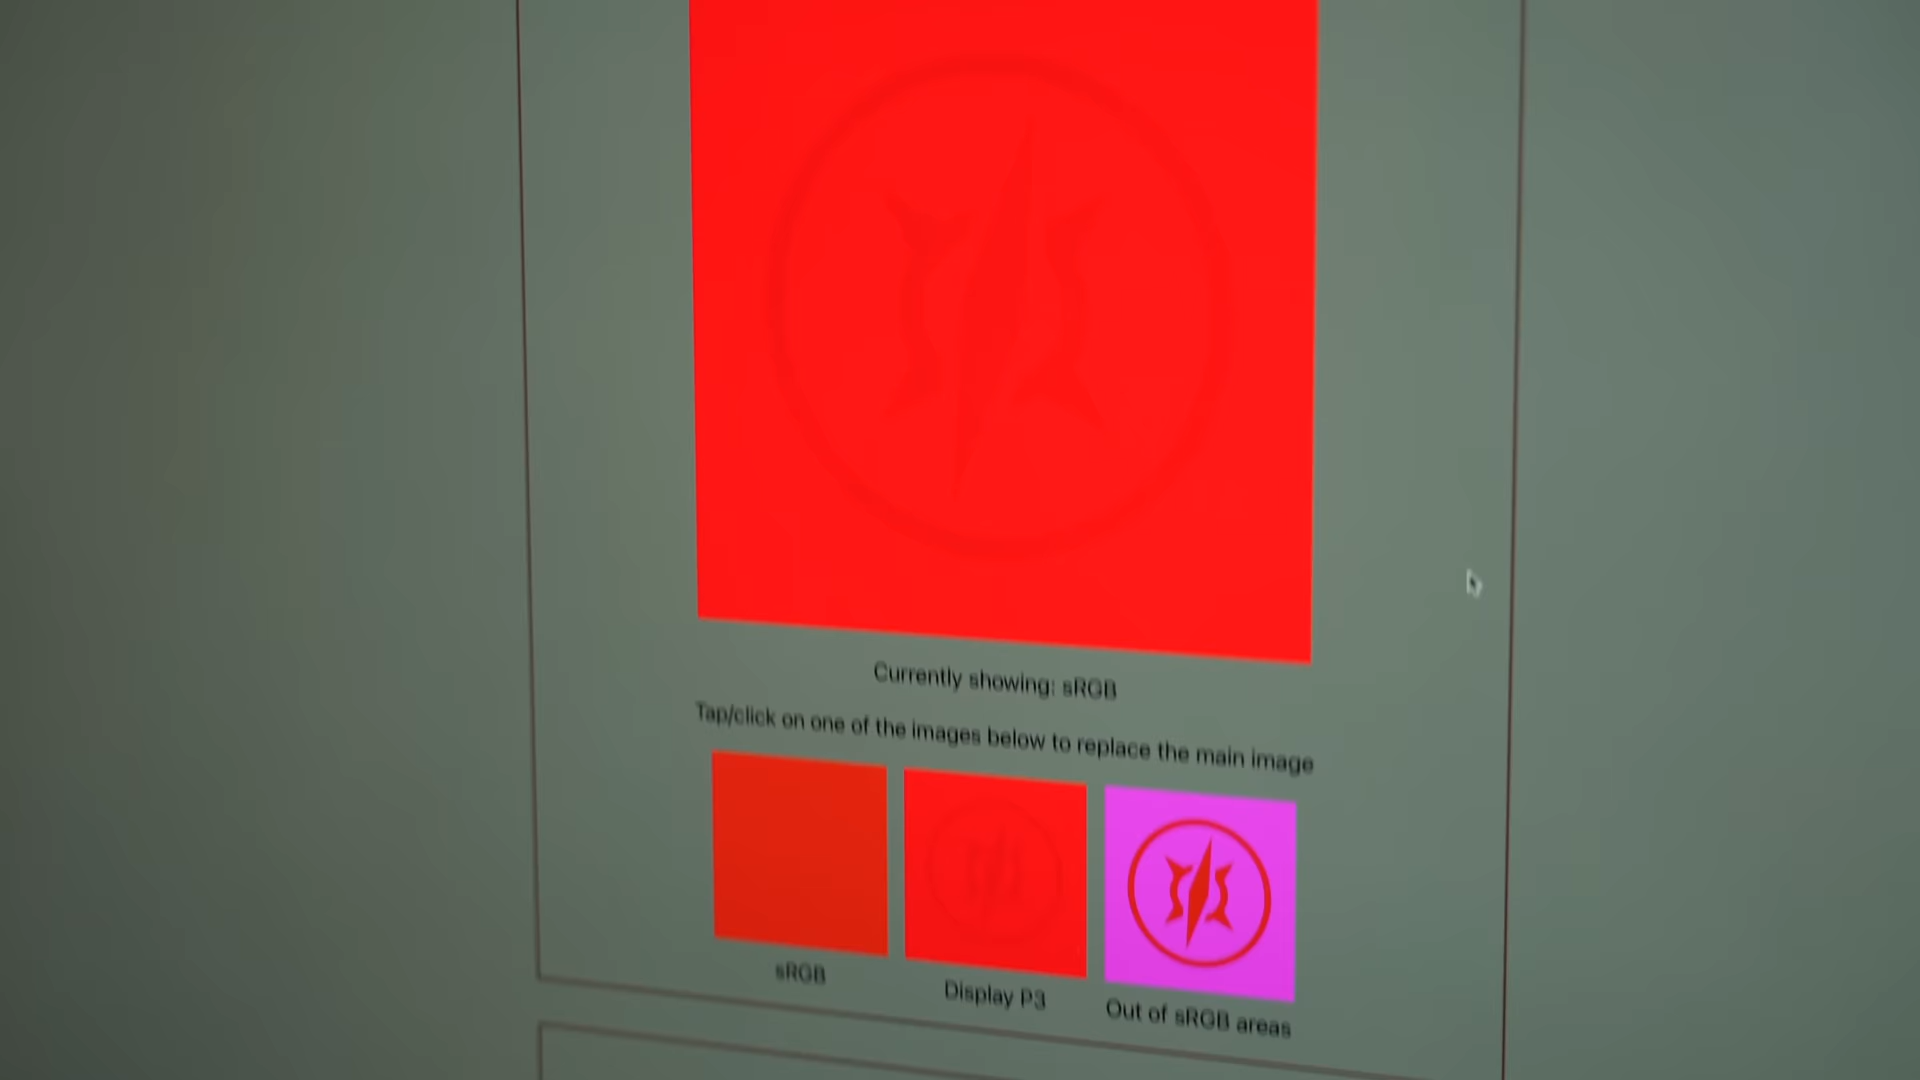 Currently showing: sRGB
Tap/click on one of the images below to replace the main image
sRGB
Display P3
Out of sRGB areas